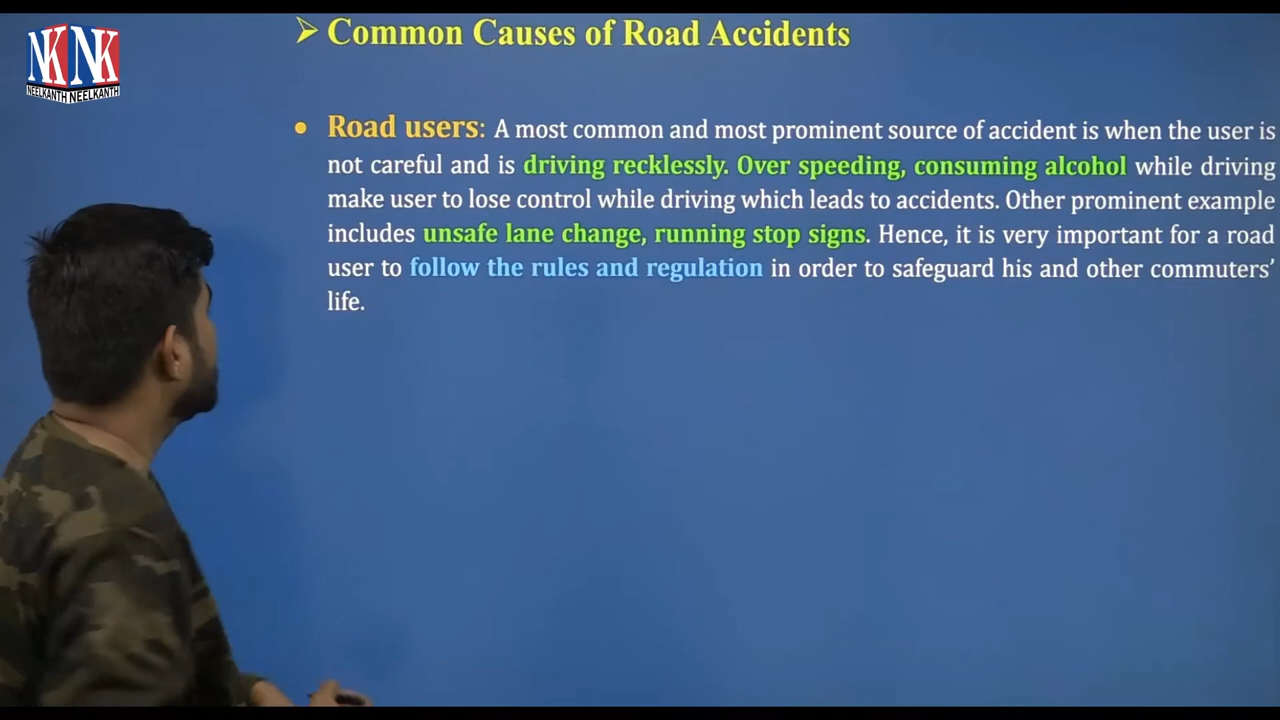 NKNK
NEELKANTH NEELKANTH
➤ Common Causes of Road Accidents
• Road users: A most common and most prominent source of accident is when the user is
not careful and is driving recklessly. Over speeding, consuming alcohol while driving
make user to lose control while driving which leads to accidents. Other prominent example
includes unsafe lane change, running stop signs. Hence, it is very important for a road
user to follow the rules and regulation in order to safeguard his and other commuters’
life.